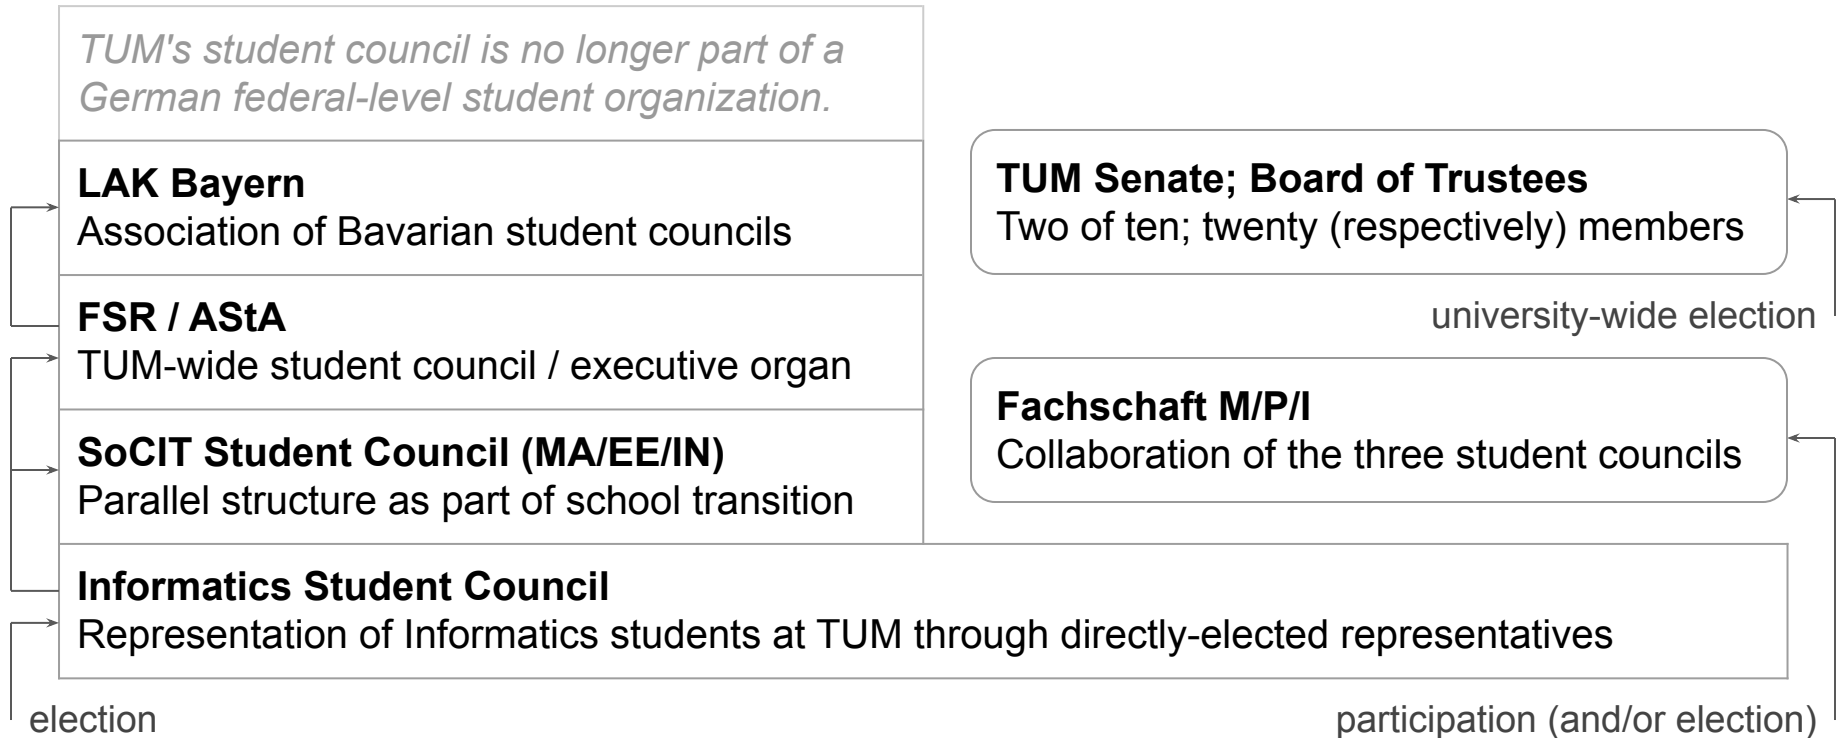 TUM's student council is no longer part of a
German federal-level student organization.
LAK Bayern
Association of Bavarian student councils
FSR / AStA
TUM-wide student council / executive organ
SoCIT Student Council (MA/EE/IN)
Parallel structure as part of school transition
Informatics Student Council
Representation of Informatics students at TUM through directly-elected representatives
election
TUM Senate; Board of Trustees
Two of ten; twenty (respectively) members
university-wide election
Fachschaft M/P/I
Collaboration of the three student councils
participation (and/or election)